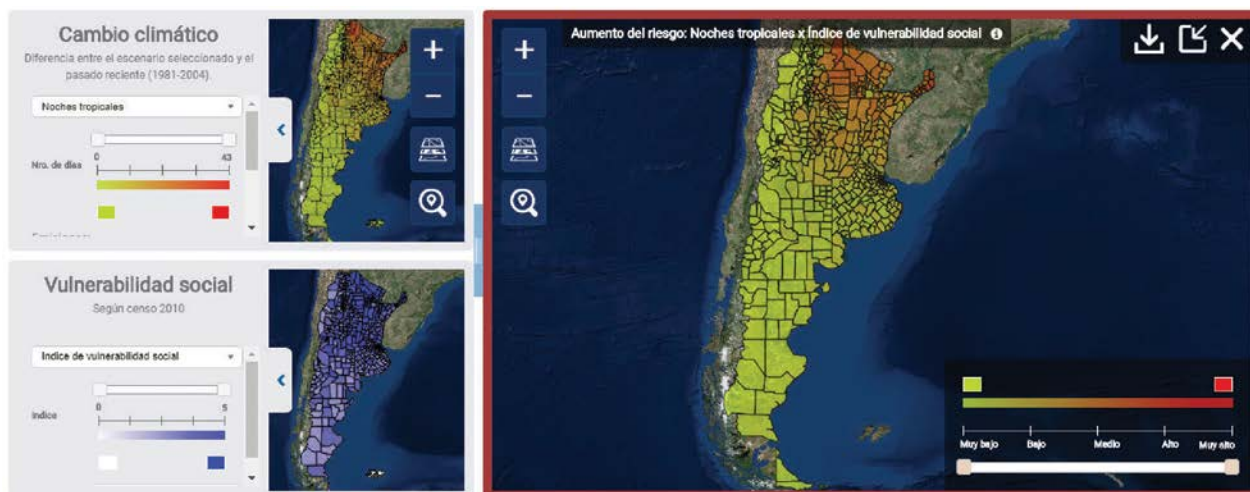 Cambio climático
Diferencia entre el escenario seleccionado y el
pasado reciente (1981-2004).
Noches tropicales
Nro. de días
0 43
Vulnerabilidad social
Según censo 2010
Indice de vulnerabilidad social
Indice
0 5
Aumento del riesgo: Noches tropicales x Índice de vulnerabilidad social
Muy bajo Bajo Medio Alto Muy alto